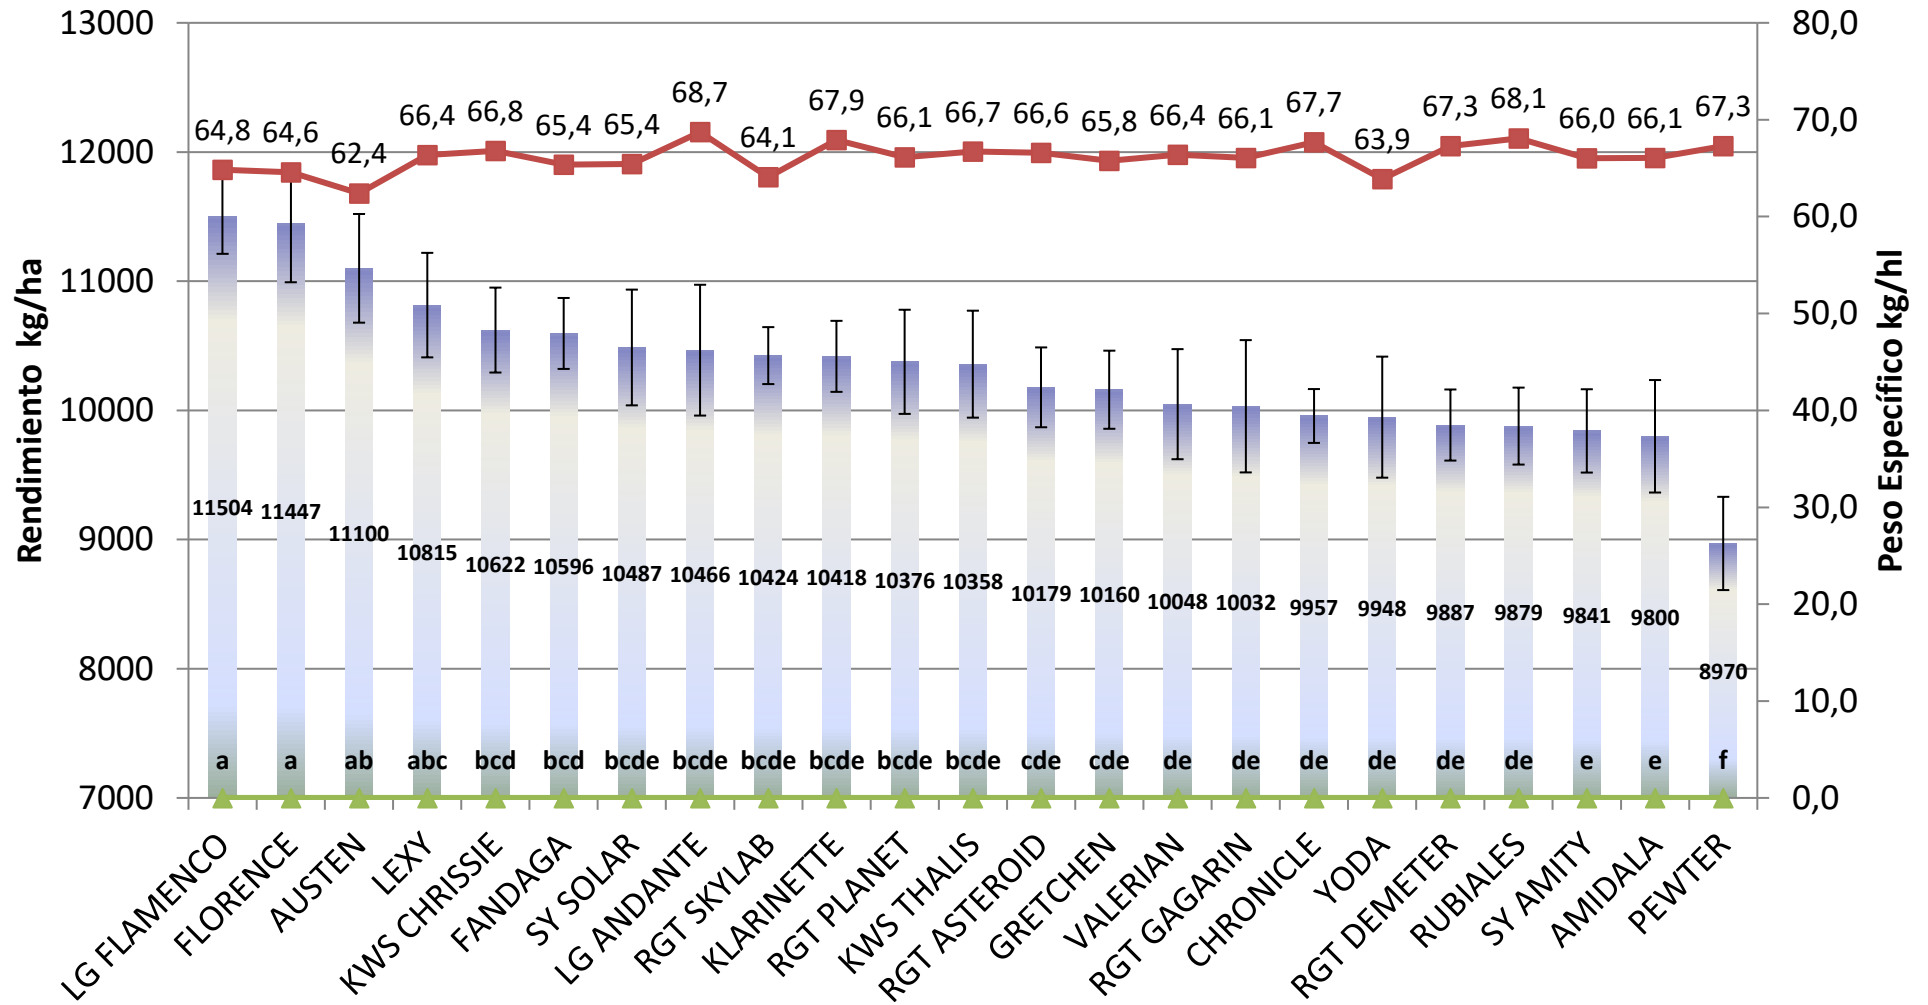 13000
12000
11000
10000
9000
8000
7000
Rendimiento kg/ha
80,0
70,0
60,0
50,0
40,0
30,0
20,0
10,0
0,0
Peso Específico kg/hl
64,8 64,6 62,4 66,4 66,8 65,4 65,4 68,7 64,1 67,9 66,1 66,7 66,6 65,8 66,4 66,1 67,7 63,9 67,3 68,1 66,0 66,1 67,3
11504 11447 11100 10815 10622 10596 10487 10466 10424 10418 10376 10358 10179 10160 10048 10032 9957 9948 9887 9879 9841 9800 8970
a a ab abc bcd bcd bcde bcde bcde bcde bcde bcde cde cde de de de de de de e e f
LG FLAMENCO
FLORENCE
AUSTEN
LEXY
KWS CHRISSIE
FANDAGA
SY SOLAR
LG ANDANTE
RGT SKYLAB
KLARINETTE
RGT PLANET
KWS THALIS
RGT ASTEROID
GRETCHEN
VALERIAN
RGT GAGARIN
CHRONICLE
YODA
RGT DEMETER
RUBIALES
SY AMITY
AMIDALA
PEWTER